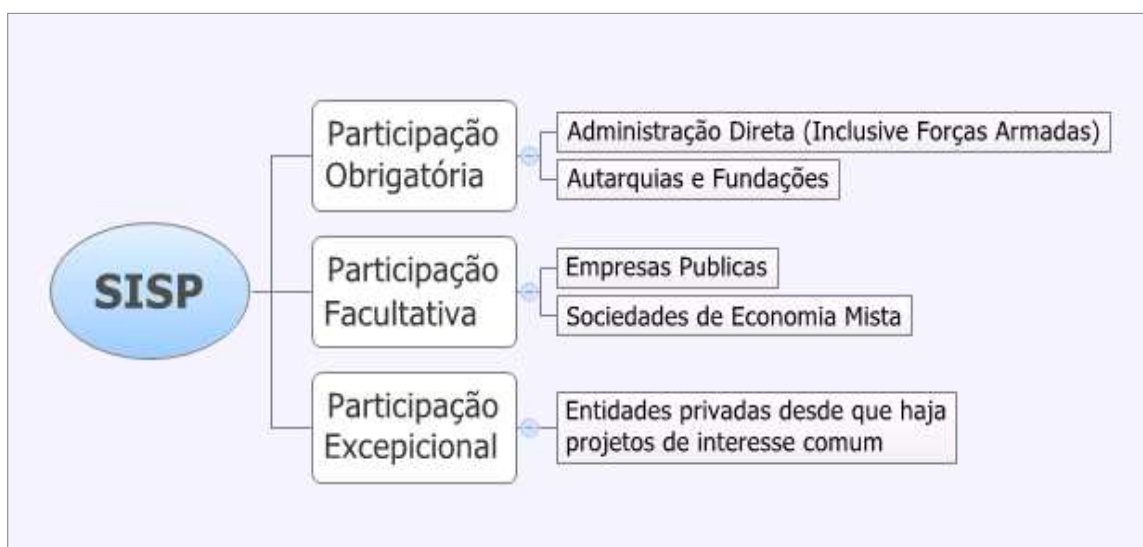 SISP
Participação
Obrigatória
Administração Direta (Inclusive Forças Armadas)
Autarquias e Fundações
Participação
Facultativa
Empresas Publicas
Sociedades de Economia Mista
Participação
Excepicional
Entidades privadas desde que haja
projetos de interesse comum